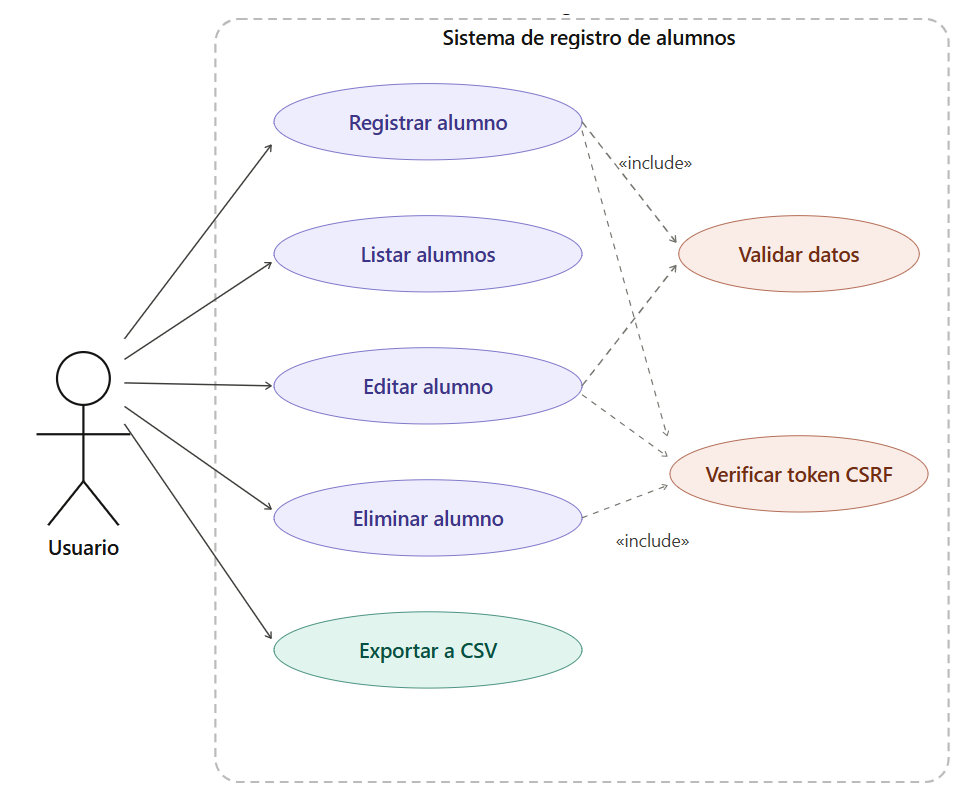 Sistema de registro de alumnos
Registrar alumno
«include»
Listar alumnos
Validar datos
Editar alumno
Verificar token CSRF
Eliminar alumno
«include»
Usuario
Exportar a CSV